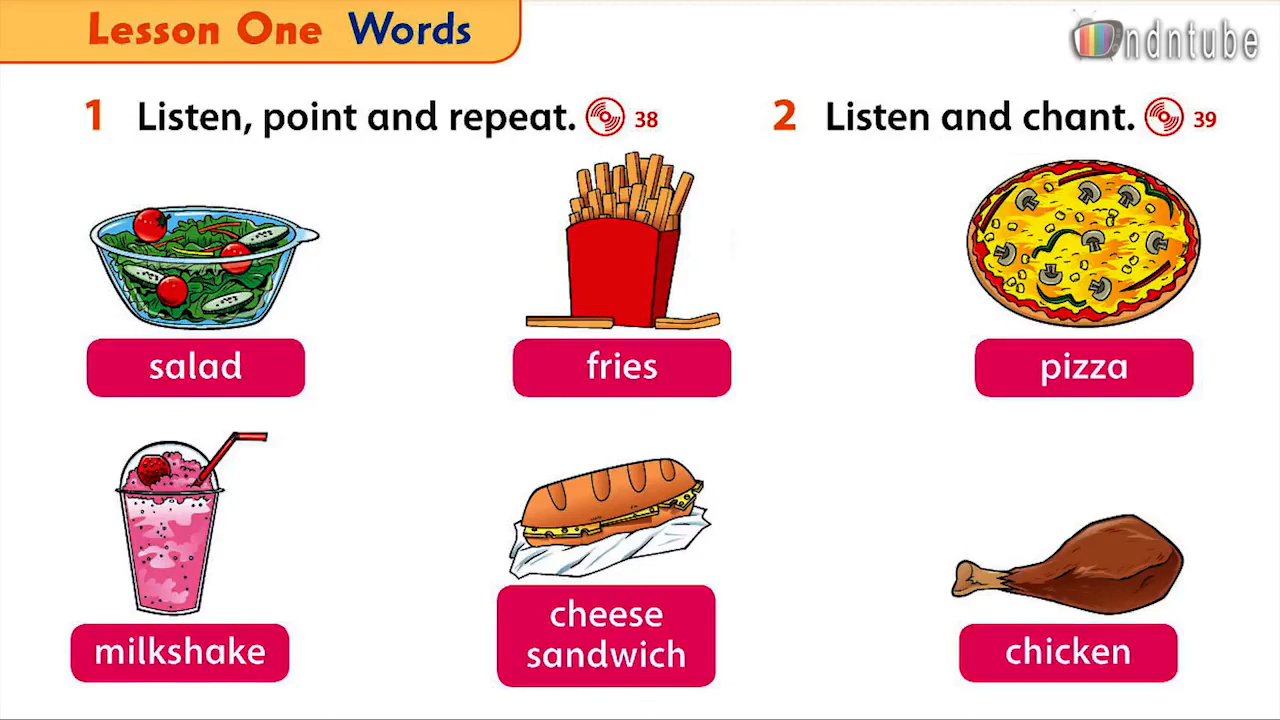 Lesson One Words
ndntube
1 Listen, point and repeat. 38
2 Listen and chant. 39
salad
fries
pizza
milkshake
cheese
sandwich
chicken